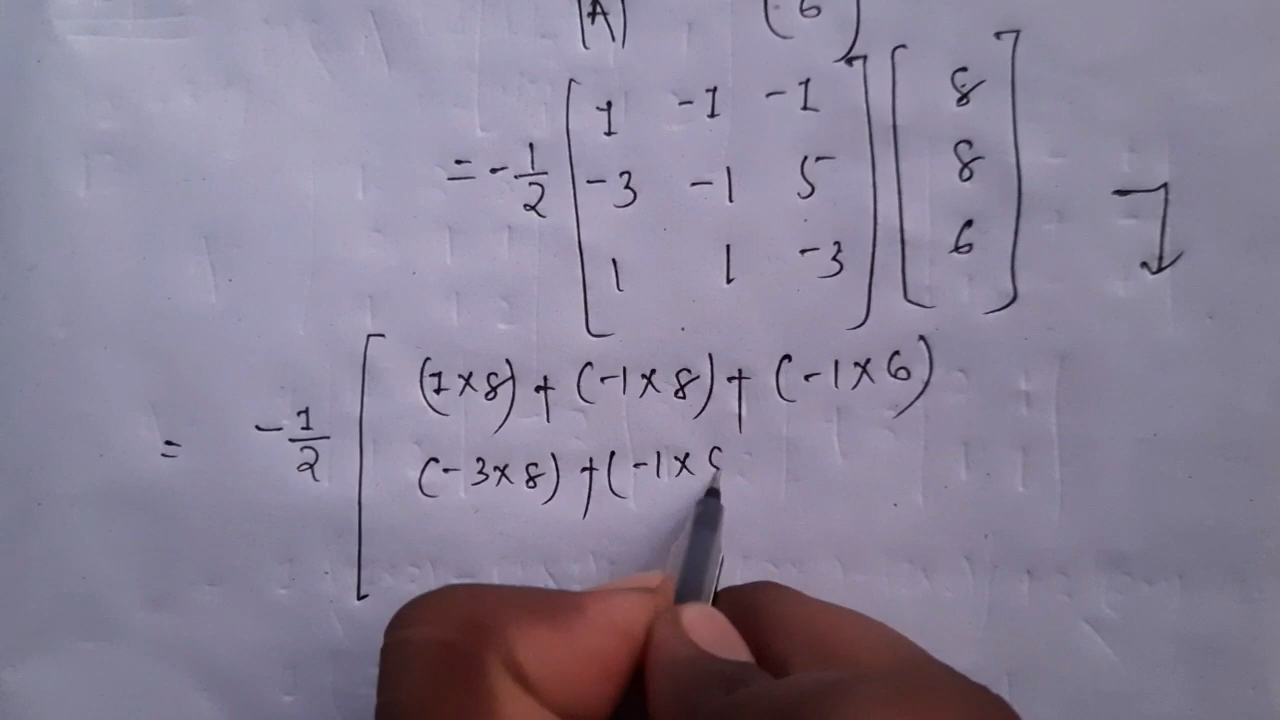 |A| 6
1 -1 -1 8
= -1/2 -3 -1 5 8
1 1 -3 6
(1×8) + (-1×8) + (-1×6)
= -1/2 (-3×8) + (-1×